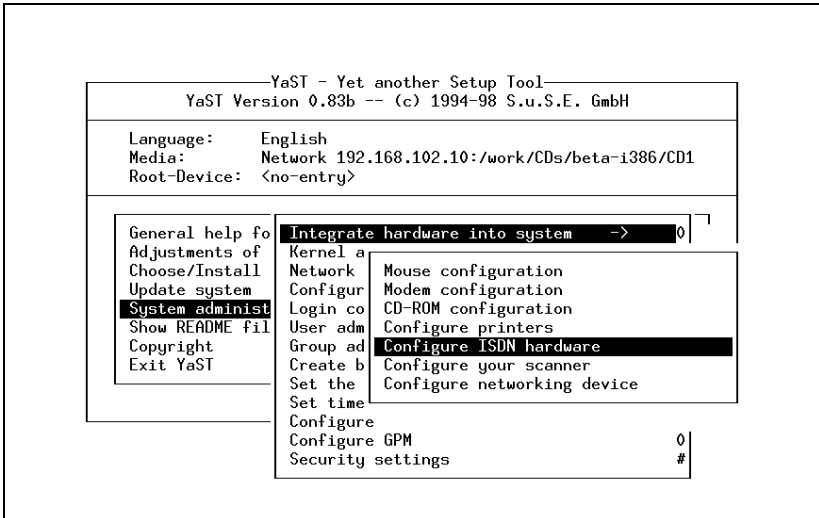 YaST - Yet another Setup Tool
YaST Version 0.83b -- (c) 1994-98 S.u.S.E. GmbH
Language: English
Media: Network 192.168.102.10:/work/CDs/beta-i386/CD1
Root-Device: <no-entry>
General help fo
Adjustments of
Choose/Install
Update system
System administ
Show README fil
Copyright
Exit YaST
Integrate hardware into system -> 0
Kernel a
Network
Configur
Login co
User adm
Group ad
Create b
Set the
Set time
Configure
Configure GPM 0
Security settings #
Mouse configuration
Modem configuration
CD-ROM configuration
Configure printers
Configure ISDN hardware
Configure your scanner
Configure networking device